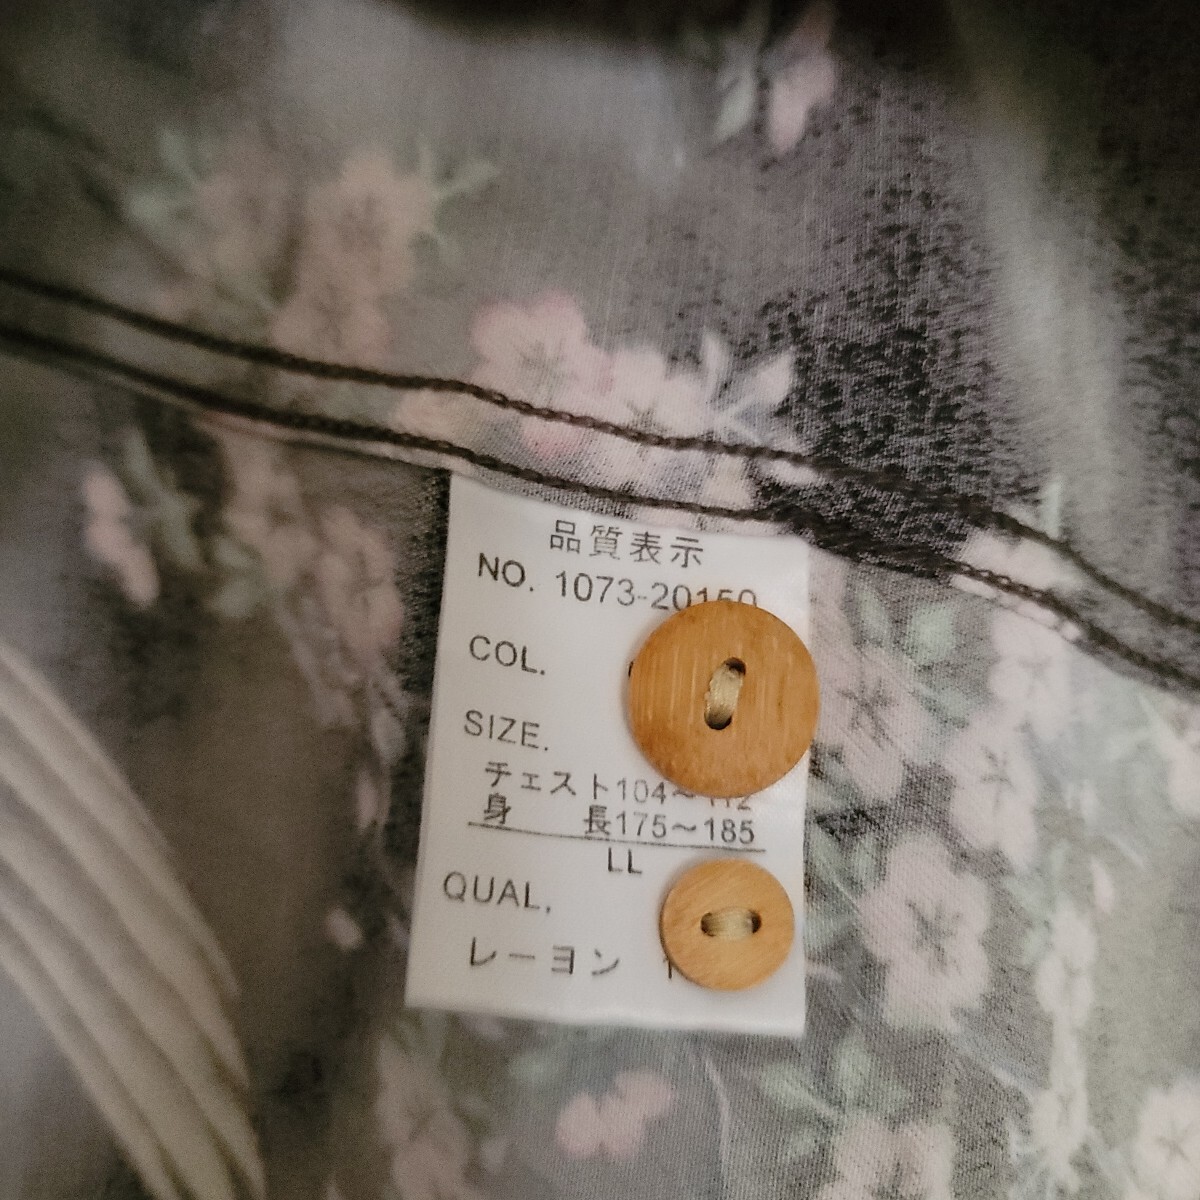 品質表示
NO. 1073-20150
COL.
SIZE.
チェスト104～112
身　長175～185
LL
QUAL,
レーヨン